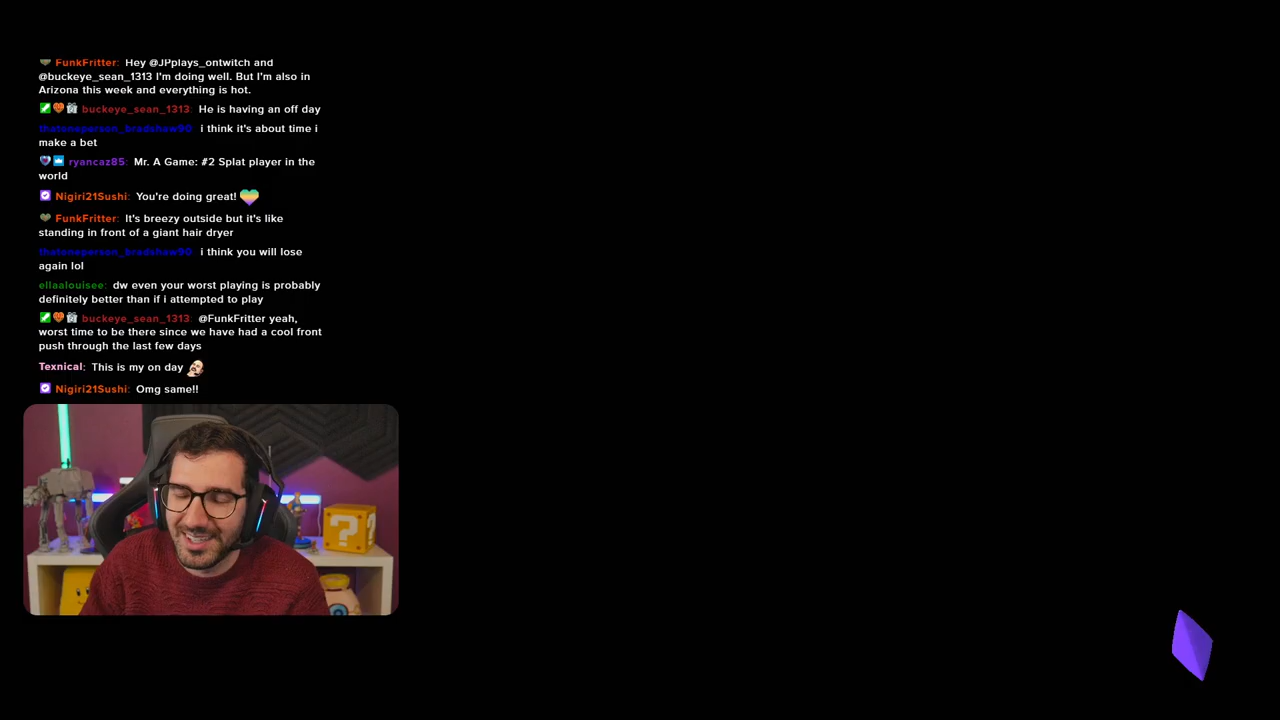 FunkFritter: Hey @JPplays_ontwitch and
@buckeye_sean_1313 I'm doing well. But I'm also in
Arizona this week and everything is hot.
buckeye_sean_1313: He is having an off day
thatoneperson_bradshaw90: i think it's about time i
make a bet
ryancaz85: Mr. A Game: #2 Splat player in the
world
Nigiri21Sushi: You're doing great!
FunkFritter: It's breezy outside but it's like
standing in front of a giant hair dryer
thatoneperson_bradshaw90: i think you will lose
again lol
ellaalouisee: dw even your worst playing is probably
definitely better than if i attempted to play
buckeye_sean_1313: @FunkFritter yeah,
worst time to be there since we have had a cool front
push through the last few days
Texnical: This is my on day
Nigiri21Sushi: Omg same!!
?